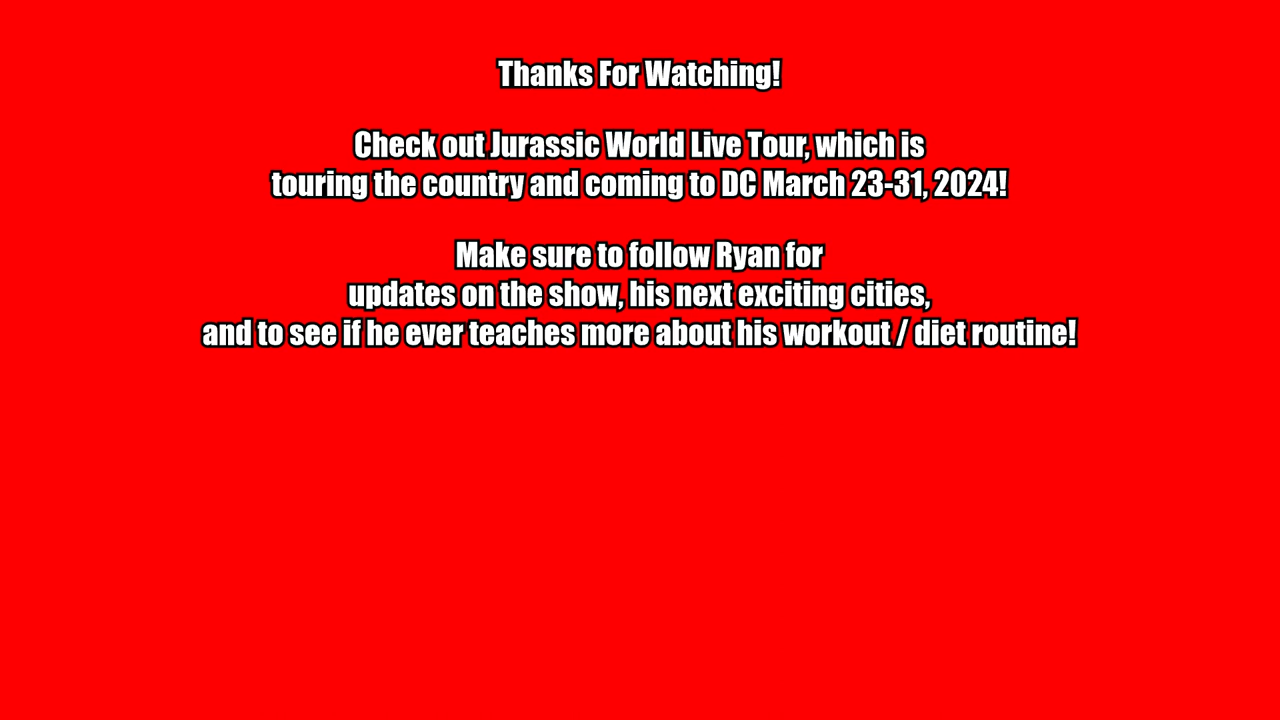 Thanks For Watching!
Check out Jurassic World Live Tour, which is
touring the country and coming to DC March 23-31, 2024!
Make sure to follow Ryan for
updates on the show, his next exciting cities,
and to see if he ever teaches more about his workout / diet routine!